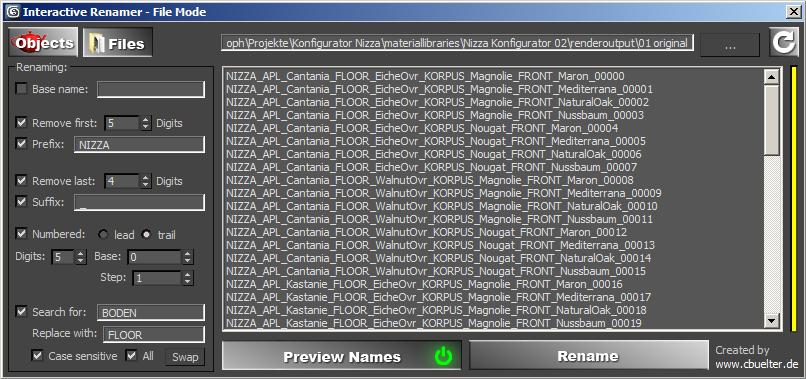 Interactive Renamer - File Mode
Objects
Files
oph\Projekte\Konfigurator Nizza\materiallibraries\Nizza Konfigurator 02\renderoutput\01 original
...
Renaming:
Base name:
Remove first: 5 Digits
Prefix: NIZZA
Remove last: 4 Digits
Suffix: _
Numbered: lead trail
Digits: 5 Base: 0
Step: 1
Search for: BODEN
Replace with: FLOOR
Case sensitive All Swap
NIZZA_APL_Cantania_FLOOR_EicheOvr_KORPUS_Magnolie_FRONT_Maron_00000
NIZZA_APL_Cantania_FLOOR_EicheOvr_KORPUS_Magnolie_FRONT_Mediterrana_00001
NIZZA_APL_Cantania_FLOOR_EicheOvr_KORPUS_Magnolie_FRONT_NaturalOak_00002
NIZZA_APL_Cantania_FLOOR_EicheOvr_KORPUS_Magnolie_FRONT_Nussbaum_00003
NIZZA_APL_Cantania_FLOOR_EicheOvr_KORPUS_Nougat_FRONT_Maron_00004
NIZZA_APL_Cantania_FLOOR_EicheOvr_KORPUS_Nougat_FRONT_Mediterrana_00005
NIZZA_APL_Cantania_FLOOR_EicheOvr_KORPUS_Nougat_FRONT_NaturalOak_00006
NIZZA_APL_Cantania_FLOOR_EicheOvr_KORPUS_Nougat_FRONT_Nussbaum_00007
NIZZA_APL_Cantania_FLOOR_WalnutOvr_KORPUS_Magnolie_FRONT_Maron_00008
NIZZA_APL_Cantania_FLOOR_WalnutOvr_KORPUS_Magnolie_FRONT_Mediterrana_00009
NIZZA_APL_Cantania_FLOOR_WalnutOvr_KORPUS_Magnolie_FRONT_NaturalOak_00010
NIZZA_APL_Cantania_FLOOR_WalnutOvr_KORPUS_Magnolie_FRONT_Nussbaum_00011
NIZZA_APL_Cantania_FLOOR_WalnutOvr_KORPUS_Nougat_FRONT_Maron_00012
NIZZA_APL_Cantania_FLOOR_WalnutOvr_KORPUS_Nougat_FRONT_Mediterrana_00013
NIZZA_APL_Cantania_FLOOR_WalnutOvr_KORPUS_Nougat_FRONT_NaturalOak_00014
NIZZA_APL_Cantania_FLOOR_WalnutOvr_KORPUS_Nougat_FRONT_Nussbaum_00015
NIZZA_APL_Kastanie_FLOOR_EicheOvr_KORPUS_Magnolie_FRONT_Maron_00016
NIZZA_APL_Kastanie_FLOOR_EicheOvr_KORPUS_Magnolie_FRONT_Mediterrana_00017
NIZZA_APL_Kastanie_FLOOR_EicheOvr_KORPUS_Magnolie_FRONT_NaturalOak_00018
NIZZA_APL_Kastanie_FLOOR_EicheOvr_KORPUS_Magnolie_FRONT_Nussbaum_00019
Preview Names
Rename
Created by
www.cbuelter.de